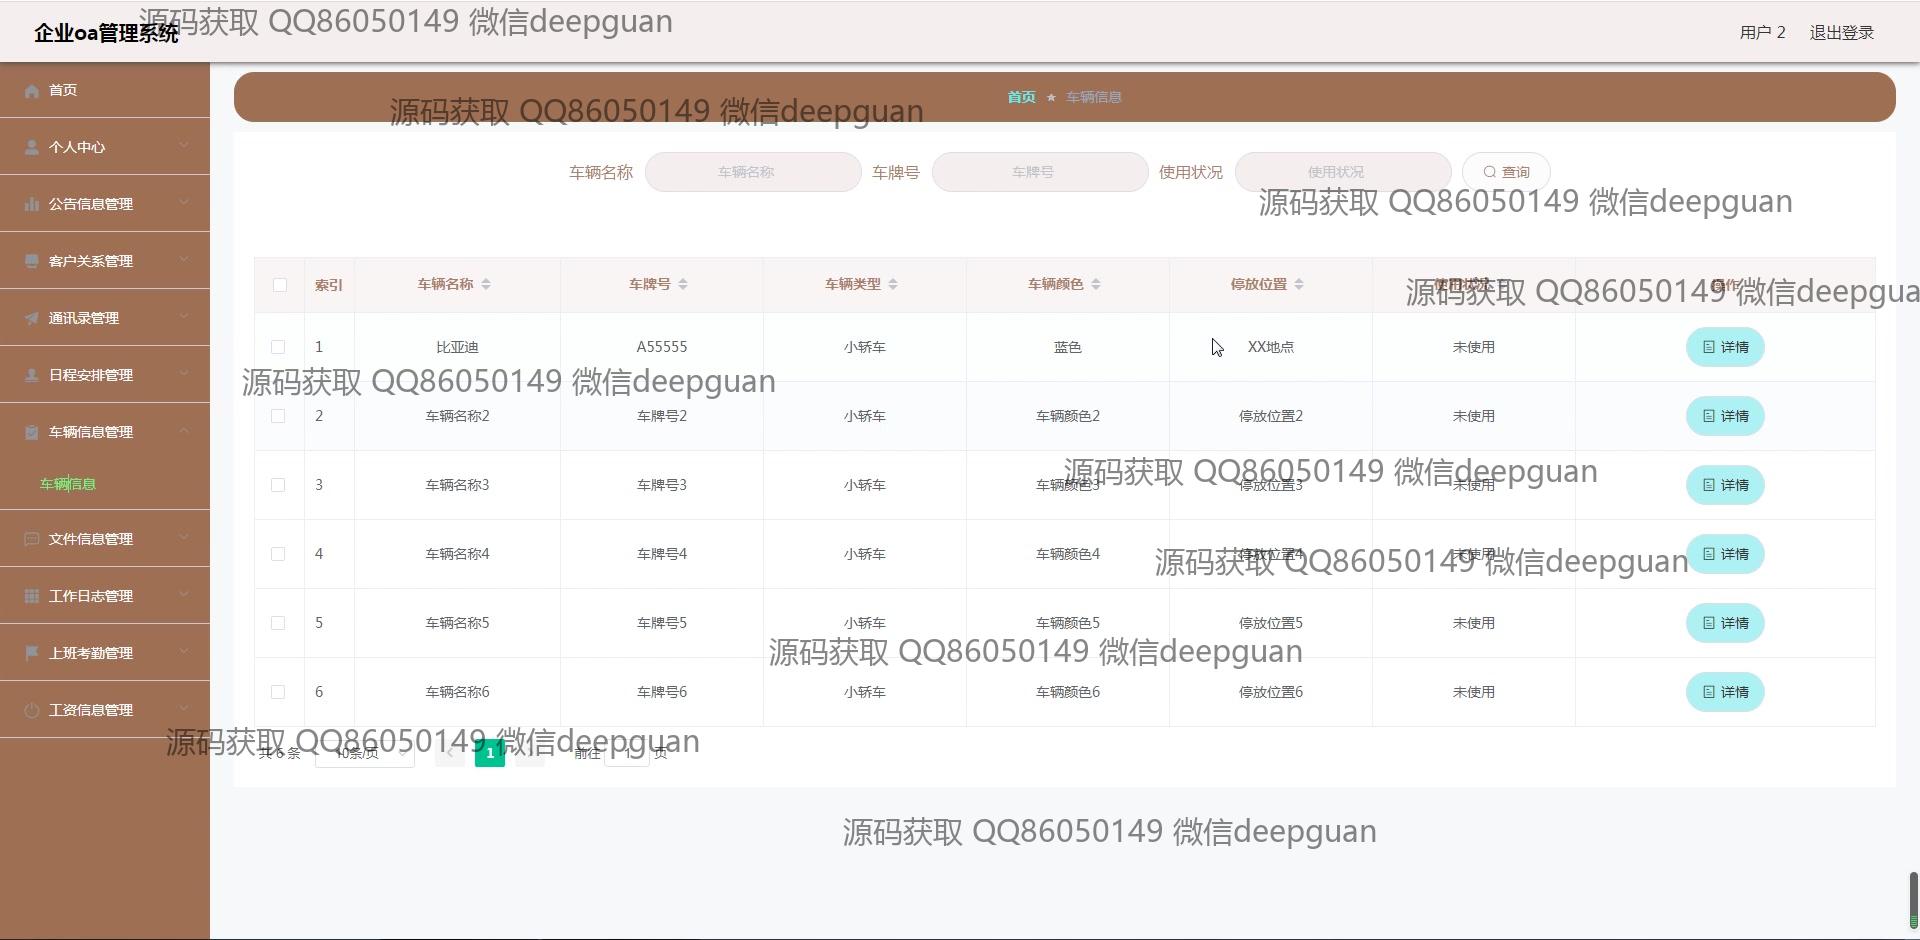 企业oa管理系统
源码获取 QQ86050149 微信deepguan
用户 2 退出登录
首页
个人中心
公告信息管理
客户关系管理
通讯录管理
日程安排管理
车辆信息管理
车辆信息
文件信息管理
工作日志管理
上班考勤管理
工资信息管理
首页 ★ 车辆信息
源码获取 QQ86050149 微信deepguan
车辆名称 车辆名称 车牌号 车牌号 使用状况 使用状况 查询
源码获取 QQ86050149 微信deepguan
索引 车辆名称 车牌号 车辆类型 车辆颜色 停放位置 使用状况 操作
源码获取 QQ86050149 微信deepgua
1 比亚迪 A55555 小轿车 蓝色 XX地点 未使用 详情
源码获取 QQ86050149 微信deepguan
2 车辆名称2 车牌号2 小轿车 车辆颜色2 停放位置2 未使用 详情
源码获取 QQ86050149 微信deepguan
3 车辆名称3 车牌号3 小轿车 车辆颜色3 停放位置3 未使用 详情
4 车辆名称4 车牌号4 小轿车 车辆颜色4 停放位置4 未使用 详情
源码获取 QQ86050149 微信deepguan
5 车辆名称5 车牌号5 小轿车 车辆颜色5 停放位置5 未使用 详情
源码获取 QQ86050149 微信deepguan
6 车辆名称6 车牌号6 小轿车 车辆颜色6 停放位置6 未使用 详情
源码获取 QQ86050149 微信deepguan
共 6 条 10条/页 1 前往 1 页
源码获取 QQ86050149 微信deepguan